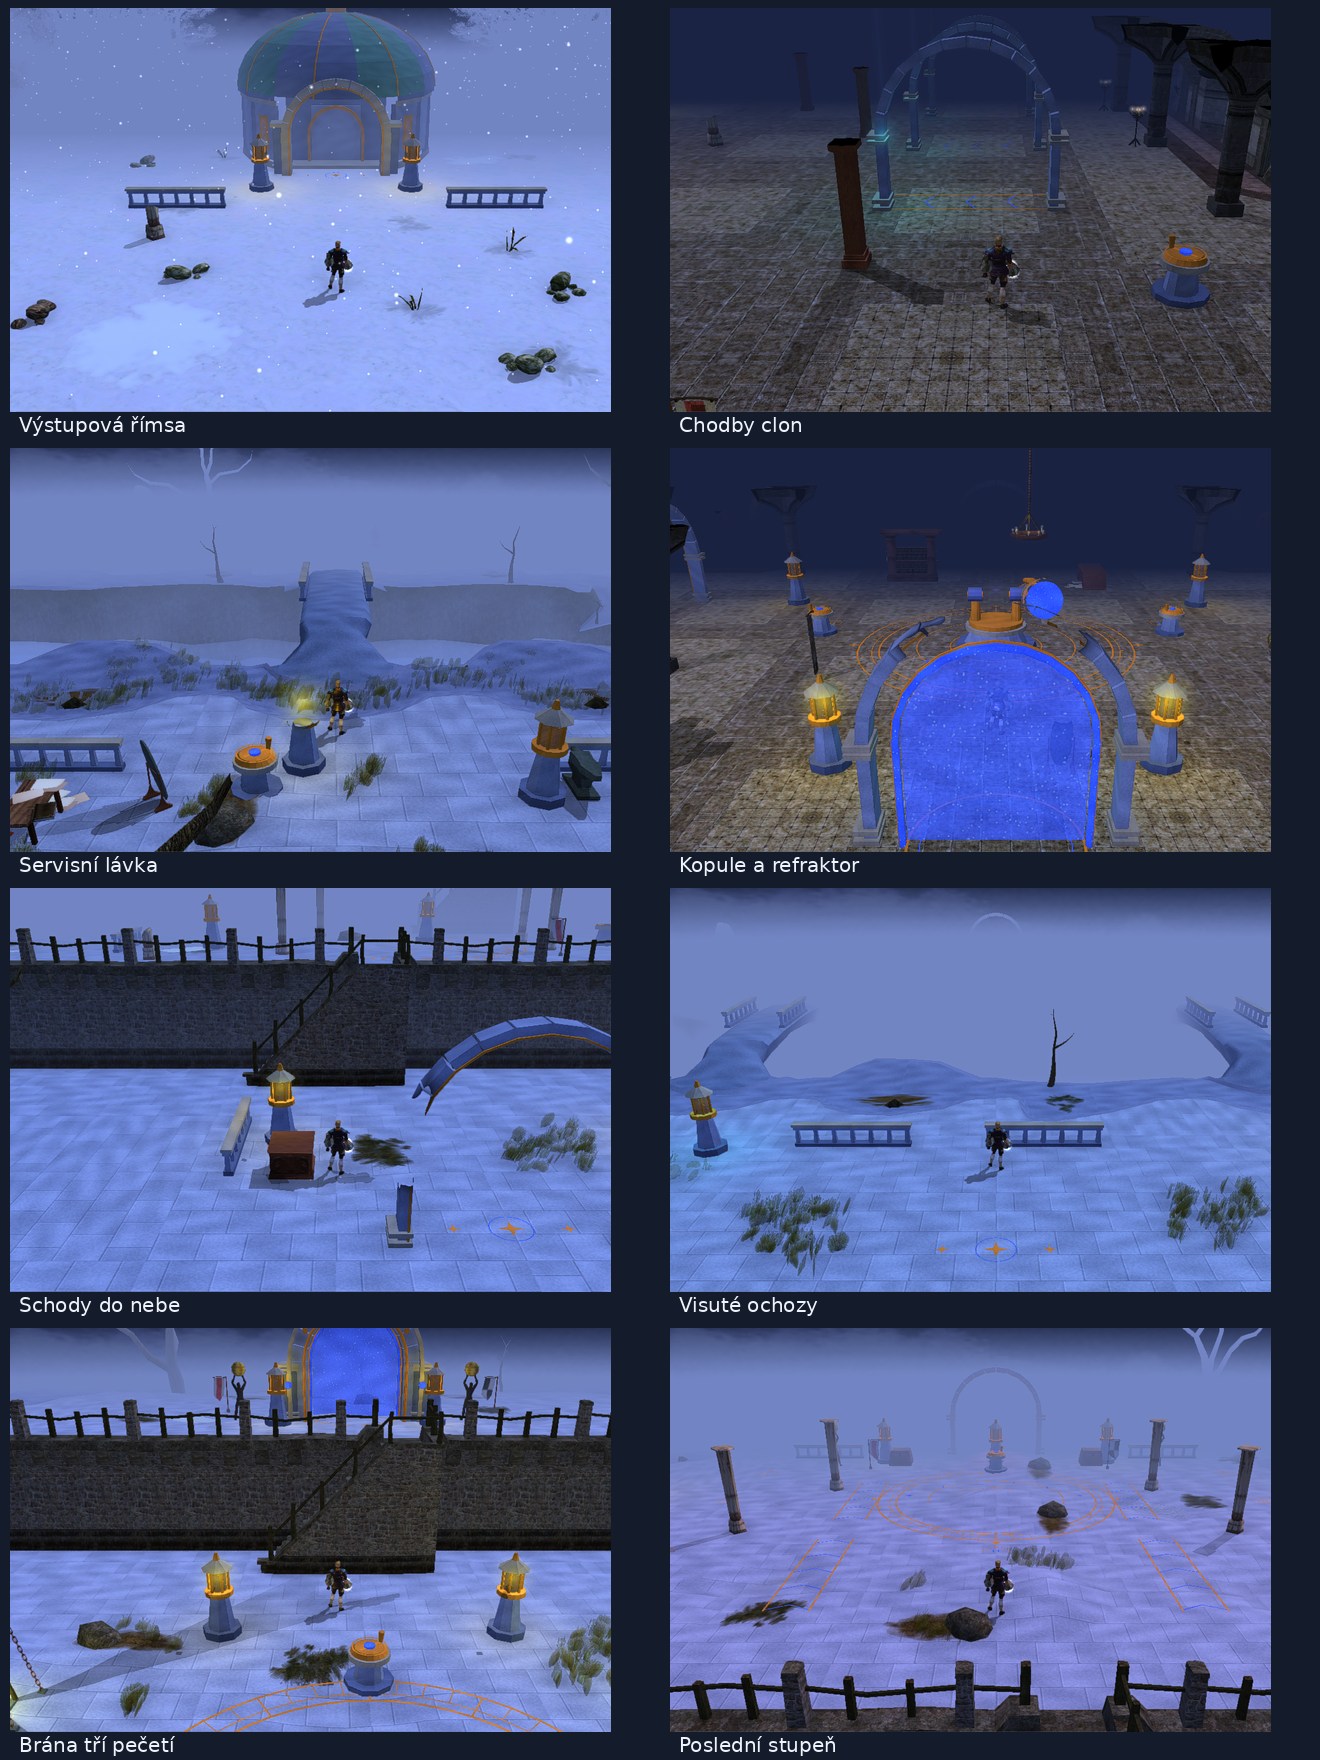 Výstupová římsa
Chodby clon
Servisní lávka
Kopule a refraktor
Schody do nebe
Visuté ochozy
Brána tří pečetí
Poslední stupeň